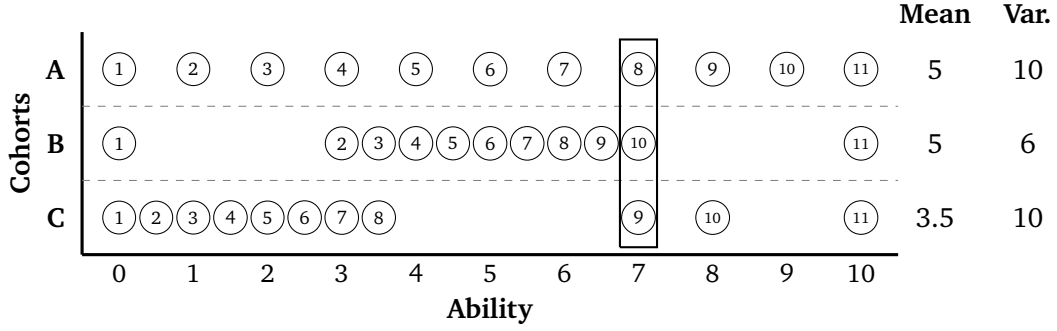 Mean Var.
A 1 2 3 4 5 6 7 8 9 10 11 5 10
B 1 2 3 4 5 6 7 8 9 10 11 5 6
C 1 2 3 4 5 6 7 8 9 10 11 3.5 10
Cohorts
0 1 2 3 4 5 6 7 8 9 10
Ability